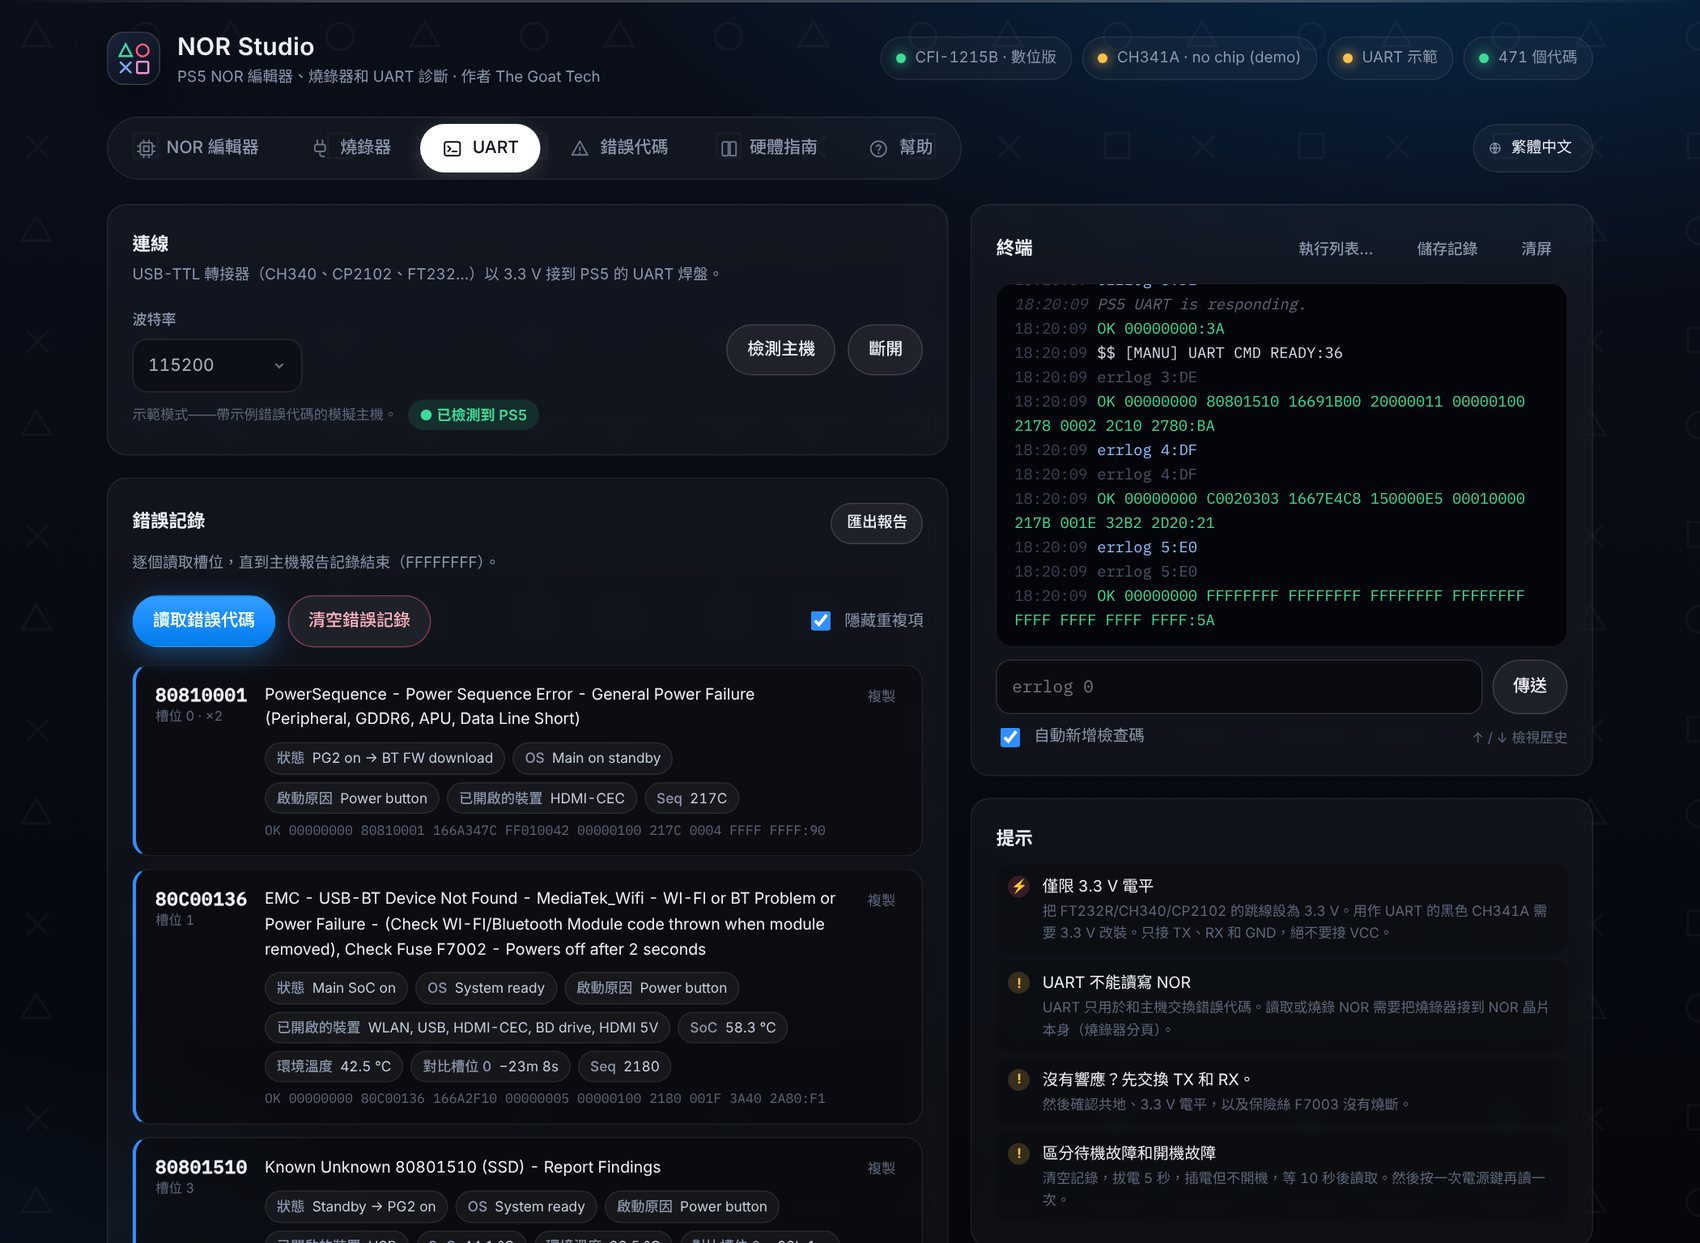 NOR Studio
PS5 NOR 編輯器、燒錄器和 UART 診斷 · 作者 The Goat Tech
CFI-1215B · 數位版
CH341A · no chip (demo)
UART 示範
471 個代碼
NOR 編輯器
燒錄器
UART
錯誤代碼
硬體指南
幫助
繁體中文
連線
USB-TTL 轉接器（CH340、CP2102、FT232...）以 3.3 V 接到 PS5 的 UART 焊盤。
波特率
115200
檢測主機
斷開
示範模式——帶示例錯誤代碼的模擬主機。
已檢測到 PS5
錯誤記錄
匯出報告
逐個讀取槽位，直到主機報告記錄結束（FFFFFFFF）。
讀取錯誤代碼
清空錯誤記錄
隱藏重複項
80810001
槽位 0 · ×2
PowerSequence - Power Sequence Error - General Power Failure
(Peripheral, GDDR6, APU, Data Line Short)
複製
狀態 PG2 on → BT FW download
OS Main on standby
啟動原因 Power button
已開啟的裝置 HDMI-CEC
Seq 217C
OK 00000000 80810001 166A347C FF010042 00000100 217C 0004 FFFF FFFF:90
80C00136
槽位 1
EMC - USB-BT Device Not Found - MediaTek_Wifi - WI-FI or BT Problem or
Power Failure - (Check WI-FI/Bluetooth Module code thrown when module
removed), Check Fuse F7002 - Powers off after 2 seconds
複製
狀態 Main SoC on
OS System ready
啟動原因 Power button
已開啟的裝置 WLAN, USB, HDMI-CEC, BD drive, HDMI 5V
SoC 58.3 °C
環境溫度 42.5 °C
對比槽位 0 −23m 8s
Seq 2180
OK 00000000 80C00136 166A2F10 00000005 00000100 2180 001F 3A40 2A80:F1
80801510
槽位 3
Known Unknown 80801510 (SSD) - Report Findings
複製
狀態 Standby → PG2 on
OS System ready
啟動原因 Power button
終端
執行列表...
儲存記錄
清屏
18:20:09 PS5 UART is responding.
18:20:09 OK 00000000:3A
18:20:09 $$ [MANU] UART CMD READY:36
18:20:09 errlog 3:DE
18:20:09 OK 00000000 80801510 16691B00 20000011 00000100
2178 0002 2C10 2780:BA
18:20:09 errlog 4:DF
18:20:09 errlog 4:DF
18:20:09 OK 00000000 C0020303 1667E4C8 150000E5 00010000
217B 001E 32B2 2D20:21
18:20:09 errlog 5:E0
18:20:09 errlog 5:E0
18:20:09 OK 00000000 FFFFFFFF FFFFFFFF FFFFFFFF FFFFFFFF
FFFF FFFF FFFF FFFF:5A
errlog 0
傳送
自動新增檢查碼
↑ / ↓ 檢視歷史
提示
僅限 3.3 V 電平
把 FT232R/CH340/CP2102 的跳線設為 3.3 V。用作 UART 的黑色 CH341A 需
要 3.3 V 改裝。只接 TX、RX 和 GND，絕不要接 VCC。
UART 不能讀寫 NOR
UART 只用於和主機交換錯誤代碼。讀取或燒錄 NOR 需要把燒錄器接到 NOR 晶片
本身（燒錄器分頁）。
沒有響應？先交換 TX 和 RX。
然後確認共地、3.3 V 電平，以及保險絲 F7003 沒有燒斷。
區分待機故障和開機故障
清空記錄，拔電 5 秒，插電但不開機，等 10 秒後讀取。然後按一次電源鍵再讀一
次。